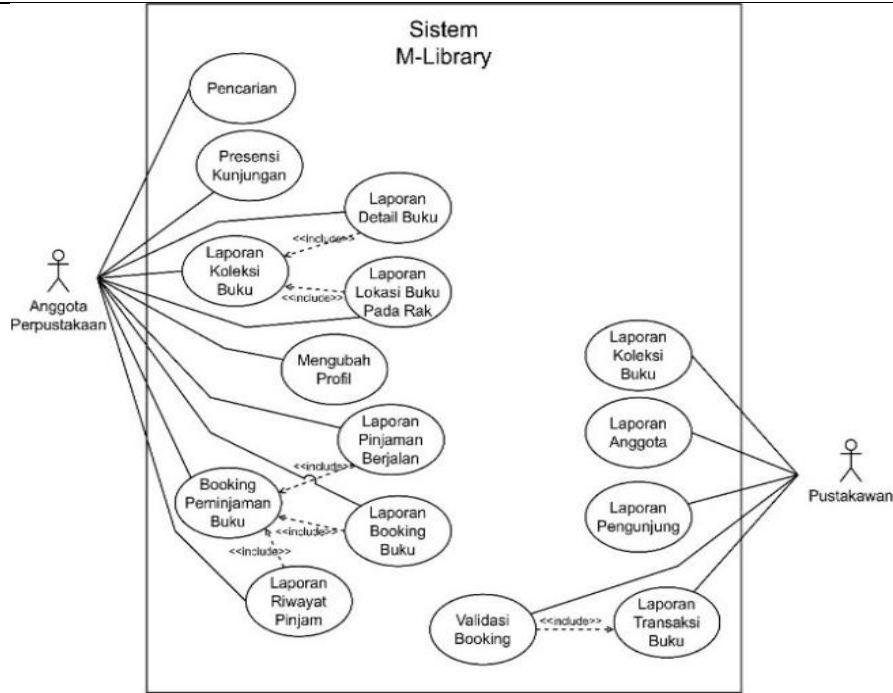 Sistem
M-Library
Pencarian
Presensi
Kunjungan
Laporan
Detail Buku
<<include>>
Laporan
Koleksi
Buku
<<include>>
Laporan
Lokasi Buku
Pada Rak
Anggota
Perpustakaan
Mengubah
Profil
Laporan
Koleksi
Buku
Laporan
Pinjaman
Berjalan
Laporan
Anggota
<<include>>
Booking
Peminjaman
Buku
<<include>>
Laporan
Booking
Buku
Laporan
Pengunjung
Pustakawan
<<include>>
Laporan
Riwayat
Pinjam
Validasi
Booking
<<include>>
Laporan
Transaksi
Buku